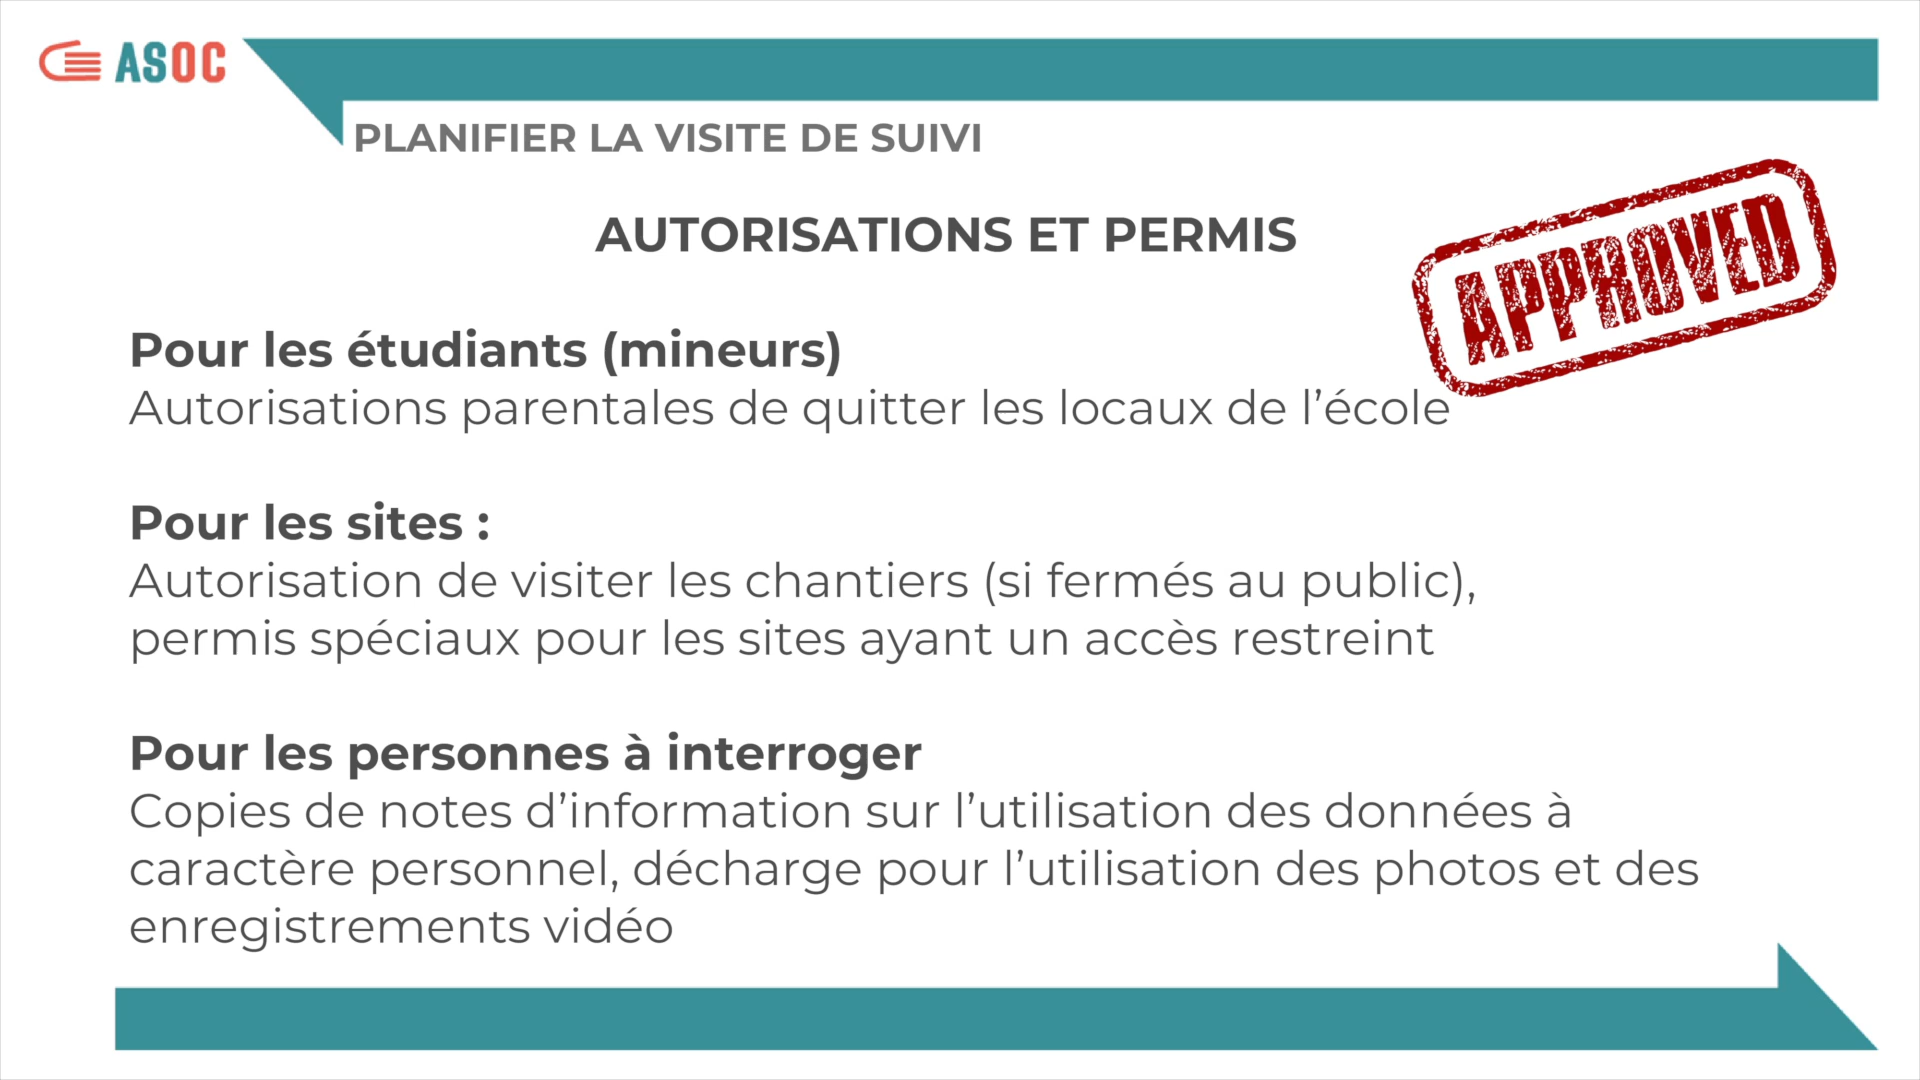 ASOC
PLANIFIER LA VISITE DE SUIVI
AUTORISATIONS ET PERMIS
APPROVED
Pour les étudiants (mineurs)
Autorisations parentales de quitter les locaux de l’école
Pour les sites :
Autorisation de visiter les chantiers (si fermés au public),
permis spéciaux pour les sites ayant un accès restreint
Pour les personnes à interroger
Copies de notes d’information sur l’utilisation des données à
caractère personnel, décharge pour l’utilisation des photos et des
enregistrements vidéo